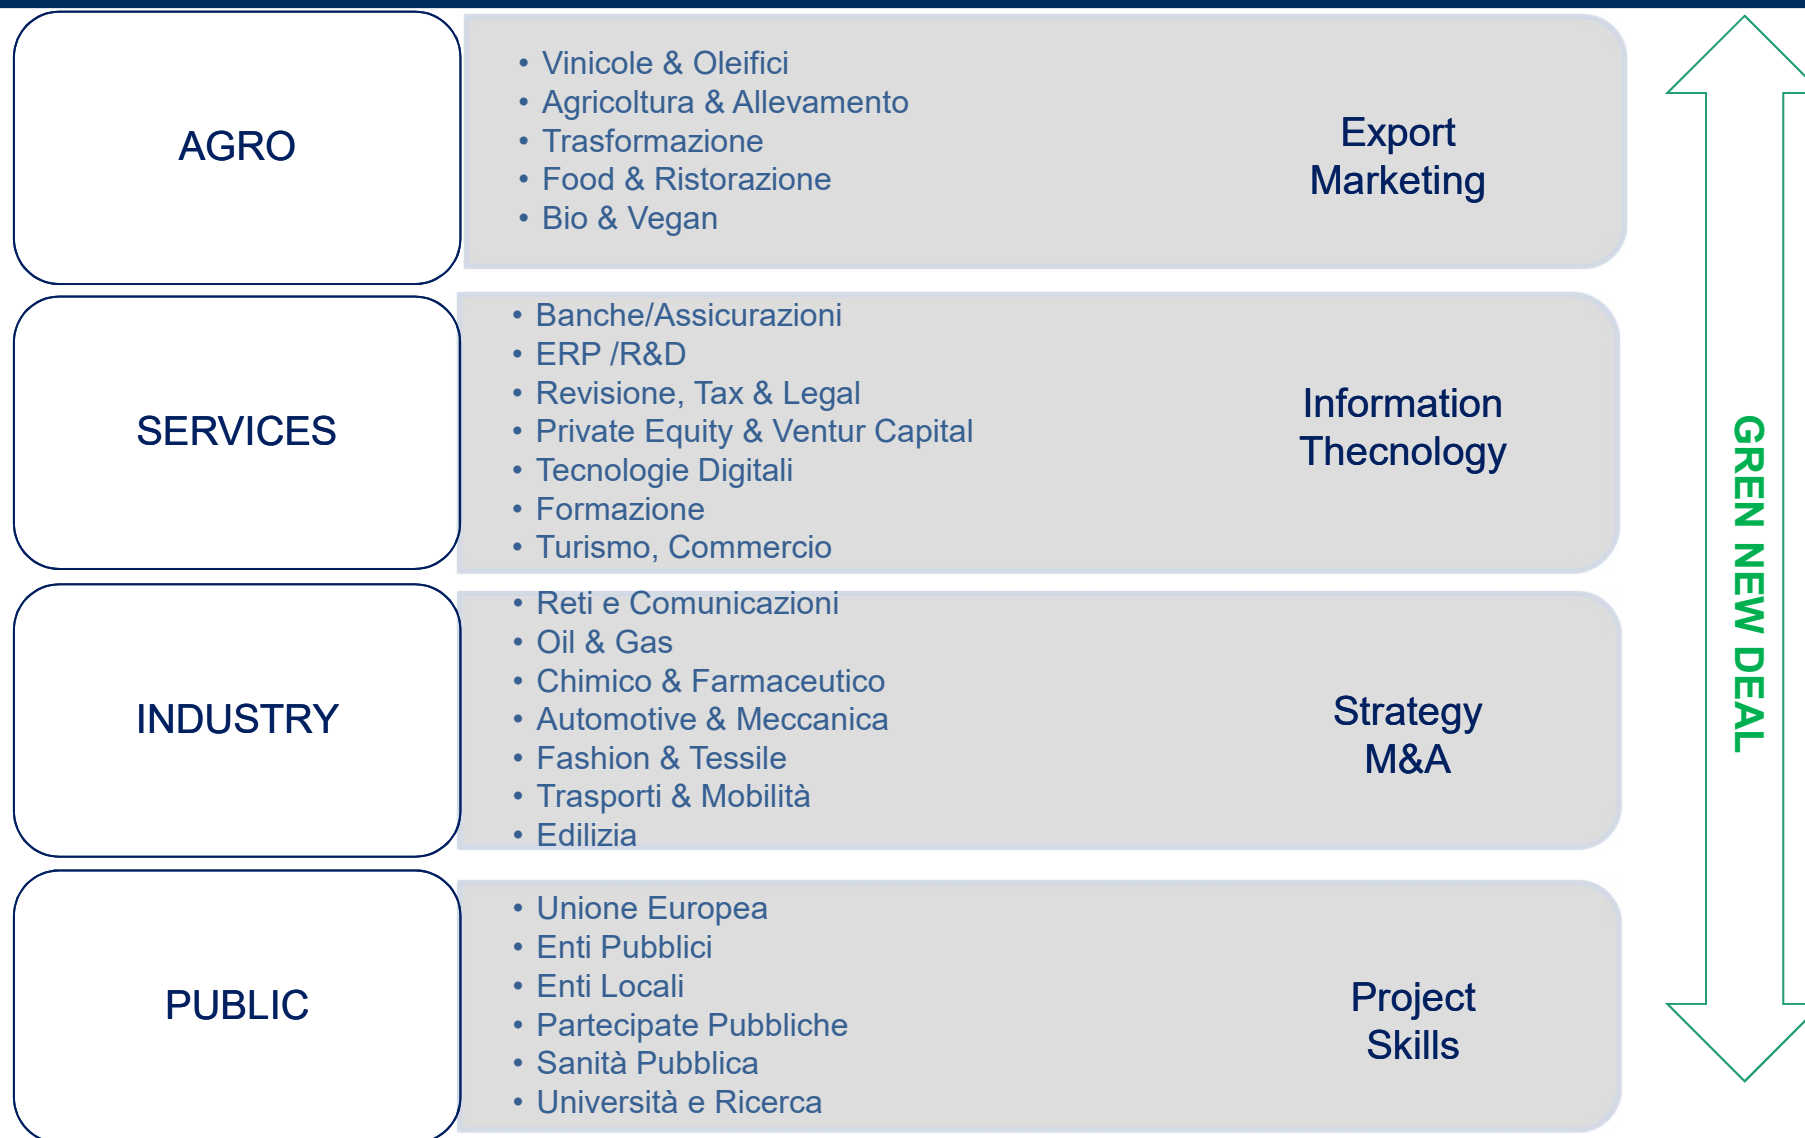 AGRO
• Vinicole & Oleifici
• Agricoltura & Allevamento
• Trasformazione
• Food & Ristorazione
• Bio & Vegan
Export
Marketing
SERVICES
• Banche/Assicurazioni
• ERP /R&D
• Revisione, Tax & Legal
• Private Equity & Ventur Capital
• Tecnologie Digitali
• Formazione
• Turismo, Commercio
Information
Thecnology
INDUSTRY
• Reti e Comunicazioni
• Oil & Gas
• Chimico & Farmaceutico
• Automotive & Meccanica
• Fashion & Tessile
• Trasporti & Mobilità
• Edilizia
Strategy
M&A
PUBLIC
• Unione Europea
• Enti Pubblici
• Enti Locali
• Partecipate Pubbliche
• Sanità Pubblica
• Università e Ricerca
Project
Skills
GREEN NEW DEAL